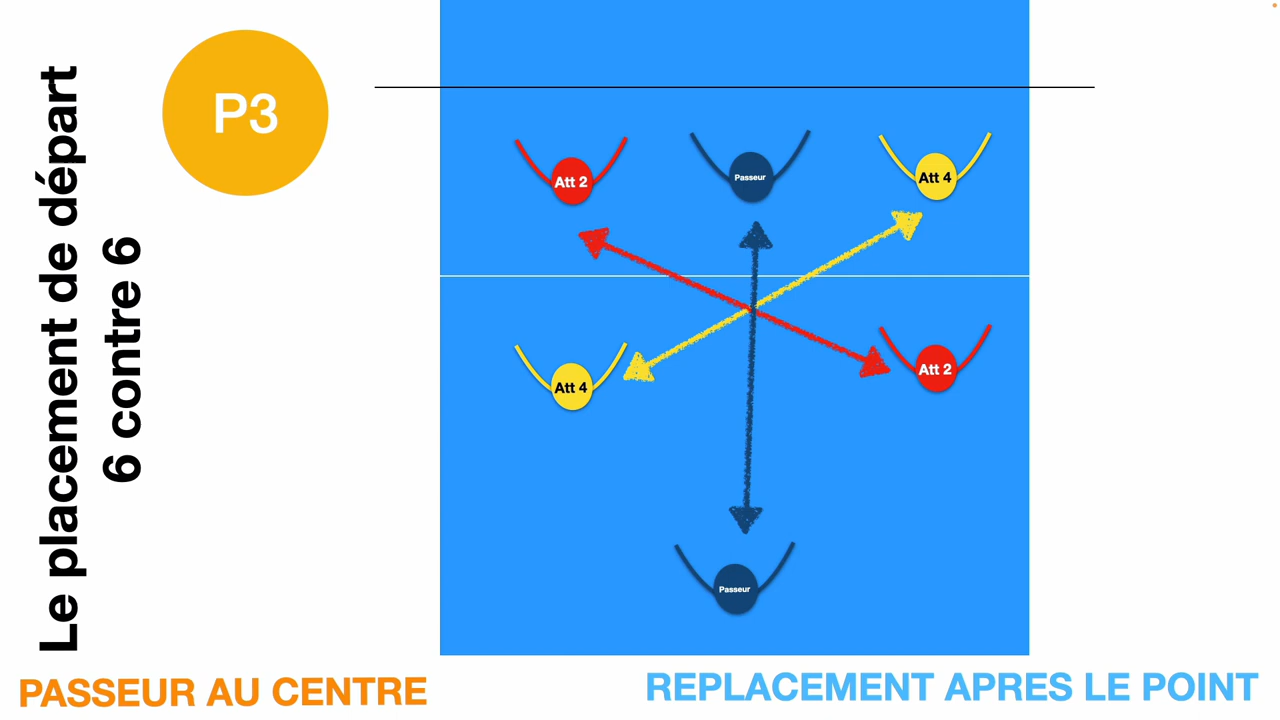 Le placement de départ
6 contre 6
P3
Att 2
Passeur
Att 4
Att 4
Att 2
Passeur
PASSEUR AU CENTRE
REPLACEMENT APRES LE POINT